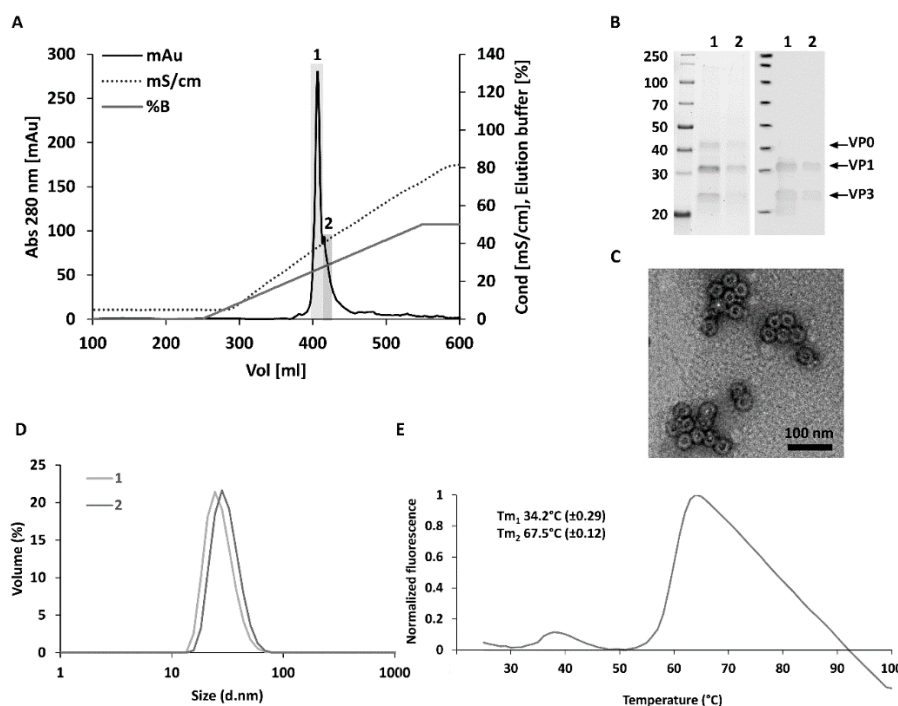 A
300
250
200
150
100
50
0
Abs 280 nm [mAu]
mAu
mS/cm
%B
1
2
140
120
100
80
60
40
20
0
Cond [mS/cm], Elution buffer [%]
100 200 300 400 500 600
Vol [ml]
B
1 2 1 2
250
100
70
50
40
30
20
VP0
VP1
VP3
C
100 nm
D
1
2
25
20
15
10
5
0
Volume (%)
1 10 100 1000
Size (d.nm)
E
Tm1 34.2°C (±0.29)
Tm2 67.5°C (±0.12)
1
0.8
0.6
0.4
0.2
0
Normalized fluorescence
30 40 50 60 70 80 90 100
Temperature (°C)